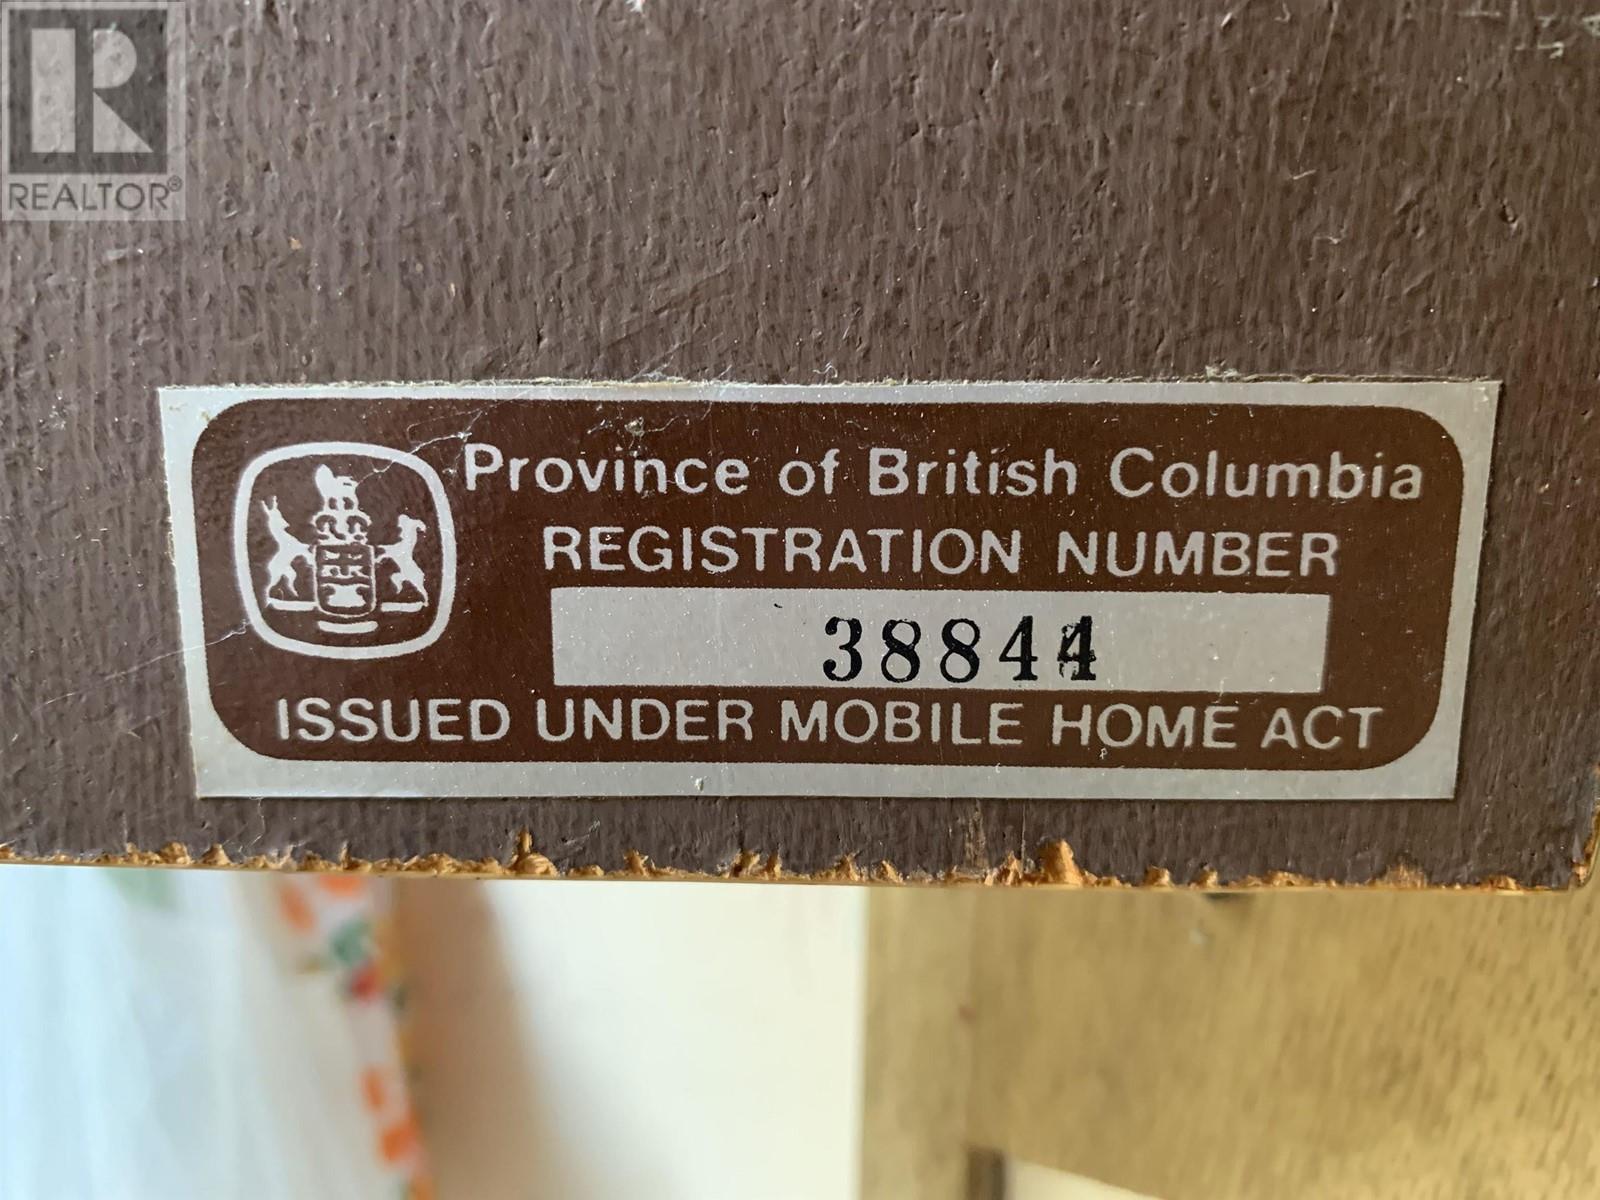 R
REALTOR®
Province of British Columbia
REGISTRATION NUMBER
38844
ISSUED UNDER MOBILE HOME ACT